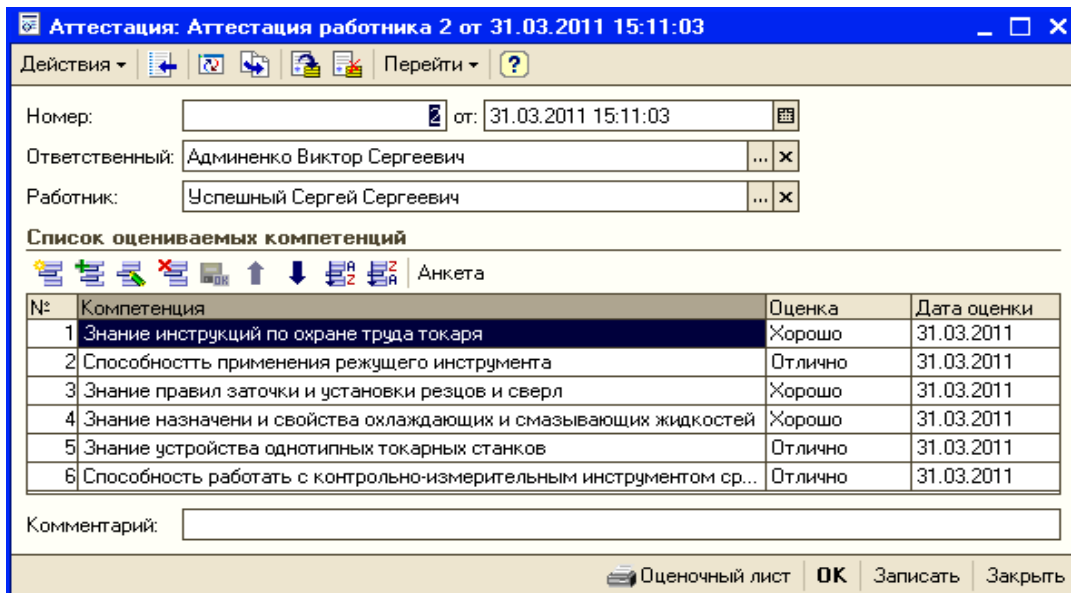 Аттестация: Аттестация работника 2 от 31.03.2011 15:11:03
Действия Перейти ?
Номер: 2 от: 31.03.2011 15:11:03
Ответственный: Админенко Виктор Сергеевич ... x
Работник: Успешный Сергей Сергеевич ... x
Список оцениваемых компетенций
Анкета
№ Компетенция Оценка Дата оценки
1 Знание инструкций по охране труда токаря Хорошо 31.03.2011
2 Способностть применения режущего инструмента Отлично 31.03.2011
3 Знание правил заточки и установки резцов и сверл Хорошо 31.03.2011
4 Знание назначени и свойства охлаждающих и смазывающих жидкостей Хорошо 31.03.2011
5 Знание устройства однотипных токарных станков Отлично 31.03.2011
6 Способность работать с контрольно-измерительным инструментом ср... Отлично 31.03.2011
Комментарий:
Оценочный лист OK Записать Закрыть